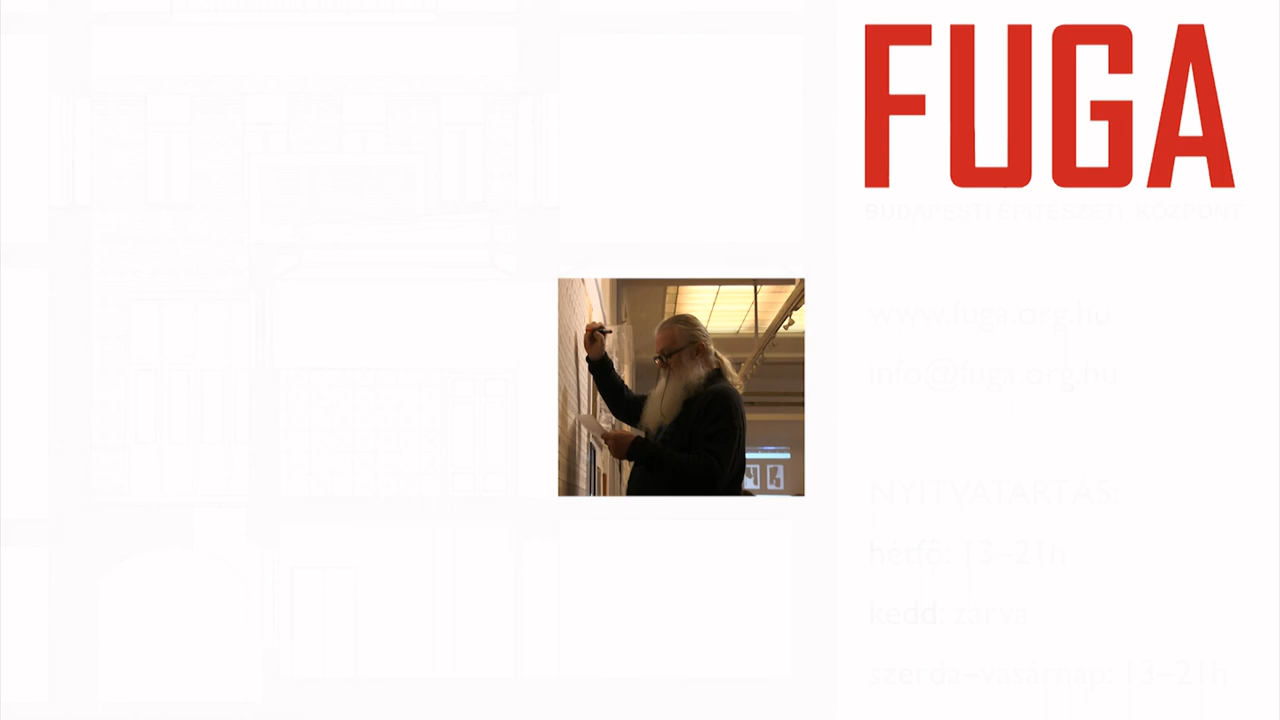 FUGA
BUDAPESTI ÉPÍTÉSZETI KÖZPONT
www.fuga.org.hu
info@fuga.org.hu
NYITVATARTÁS:
hétfő: 13–21h
kedd: zárva
szerda–vasárnap: 13–21h